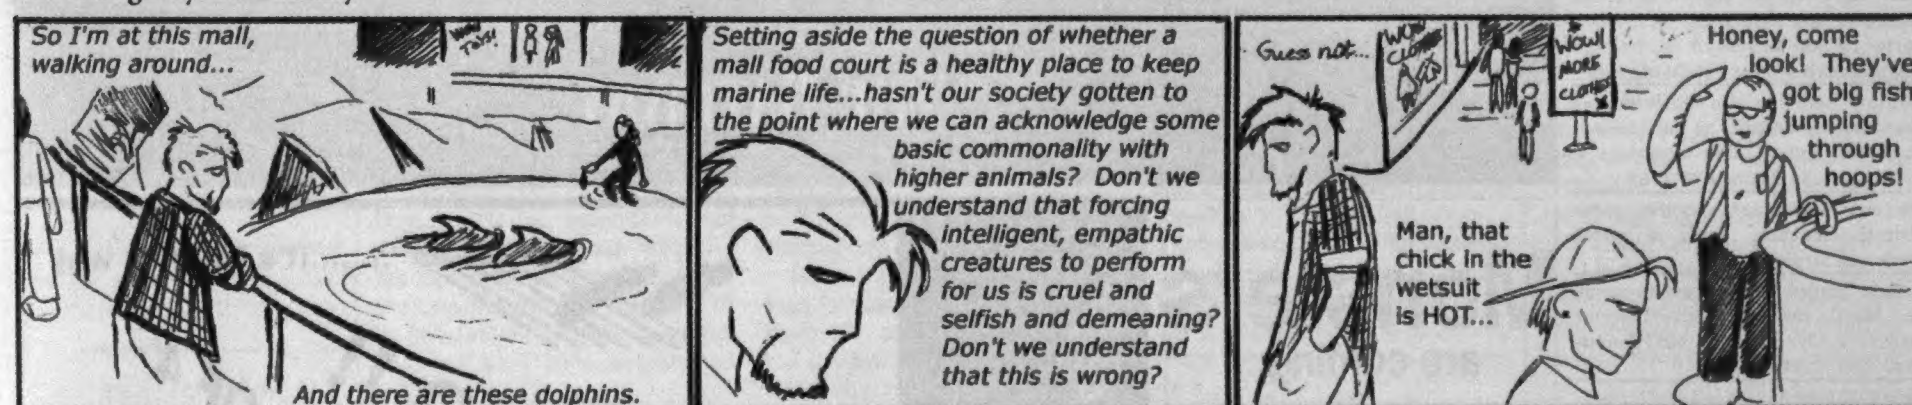 So I'm at this mall,
walking around...
WOW!
TOYS!
And there are these dolphins.
Setting aside the question of whether a
mall food court is a healthy place to keep
marine life...hasn't our society gotten to
the point where we can acknowledge some
basic commonality with
higher animals? Don't we
understand that forcing
intelligent, empathic
creatures to perform
for us is cruel and
selfish and demeaning?
Don't we understand
that this is wrong?
Guess not...
WOW
CLOTHES
WOW!
MORE
CLOTHES
Honey, come
look! They've
got big fish
jumping
through
hoops!
Man, that
chick in the
wetsuit
is HOT...